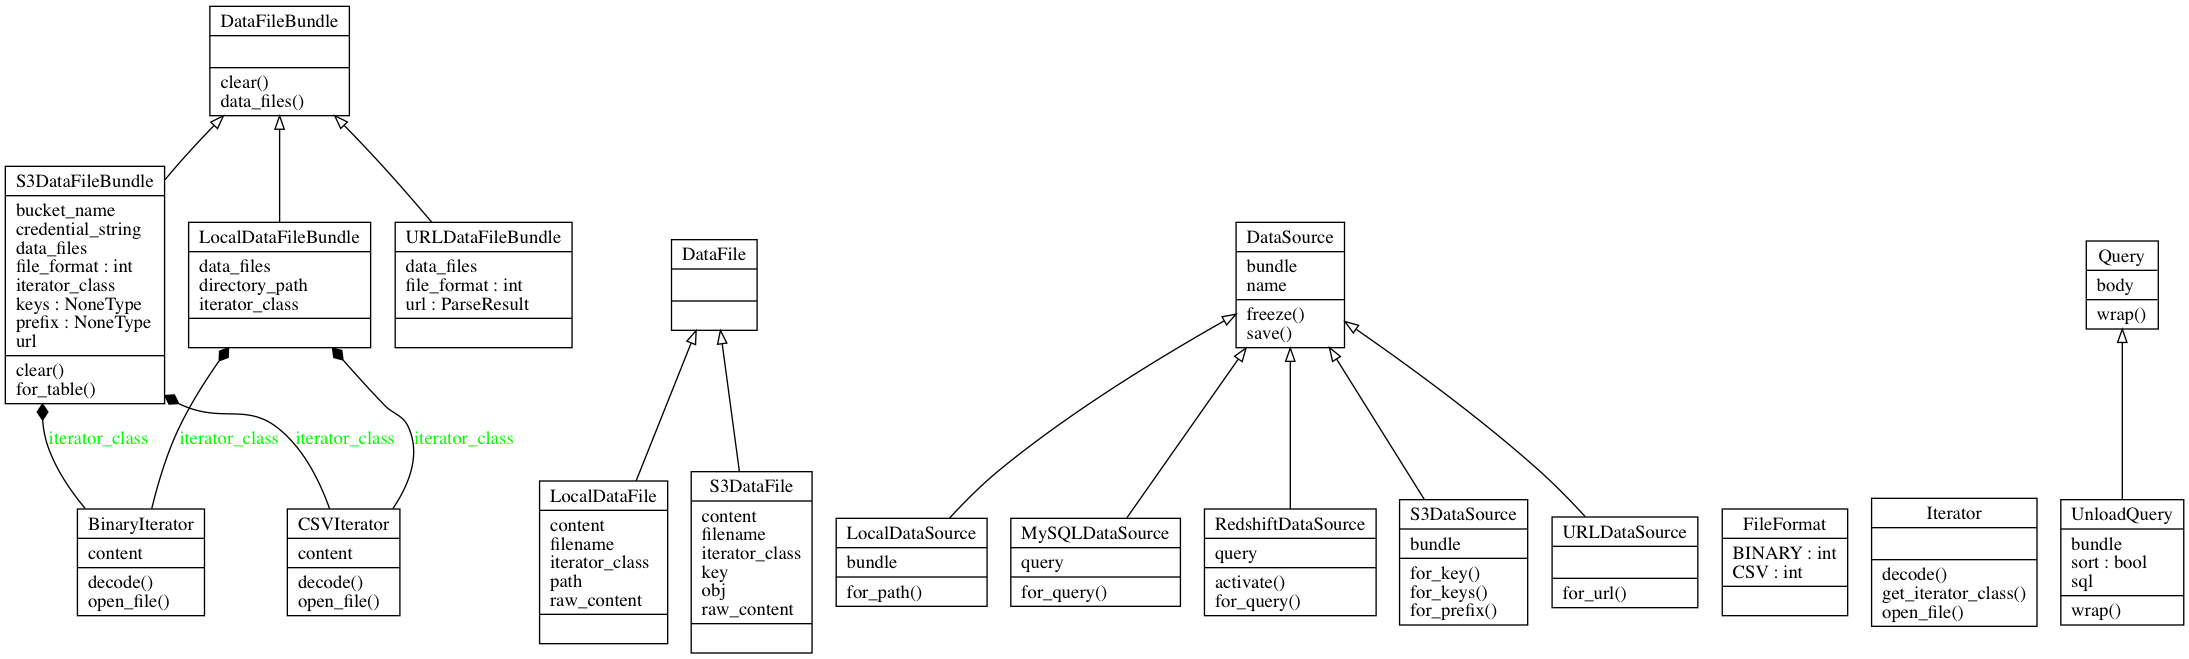 DataFileBundle
clear()
data_files()
S3DataFileBundle
bucket_name
credential_string
data_files
file_format : int
iterator_class
keys : NoneType
prefix : NoneType
url
clear()
for_table()
LocalDataFileBundle
data_files
directory_path
iterator_class
URLDataFileBundle
data_files
file_format : int
url : ParseResult
iterator_class
iterator_class
iterator_class
iterator_class
BinaryIterator
content
decode()
open_file()
CSVIterator
content
decode()
open_file()
DataFile
LocalDataFile
content
filename
iterator_class
path
raw_content
S3DataFile
content
filename
iterator_class
key
obj
raw_content
DataSource
bundle
name
freeze()
save()
LocalDataSource
bundle
for_path()
MySQLDataSource
query
for_query()
RedshiftDataSource
query
activate()
for_query()
S3DataSource
bundle
for_key()
for_keys()
for_prefix()
URLDataSource
for_url()
FileFormat
BINARY : int
CSV : int
Iterator
decode()
get_iterator_class()
open_file()
Query
body
wrap()
UnloadQuery
bundle
sort : bool
sql
wrap()